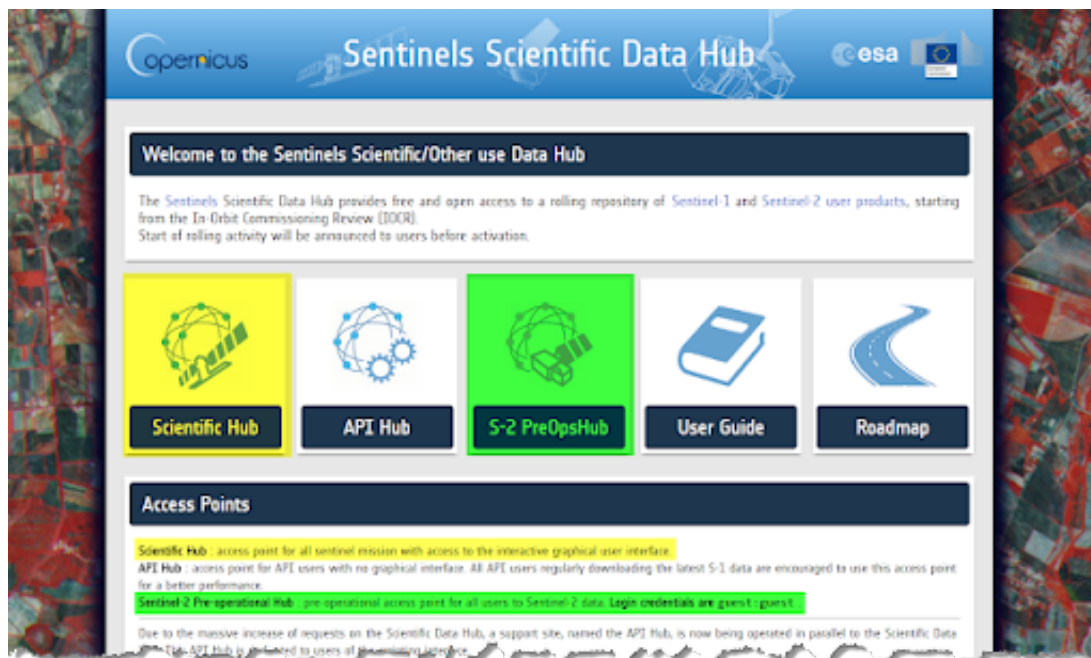 opernicus
Sentinels Scientific Data Hub
esa
Welcome to the Sentinels Scientific/Other use Data Hub
The Sentinels Scientific Data Hub provides free and open access to a rolling repository of Sentinel-1 and Sentinel-2 user products, starting
from the In-Orbit Commissioning Review (IOCR).
Start of rolling activity will be announced to users before activation.
Scientific Hub
API Hub
S-2 PreOpsHub
User Guide
Roadmap
Access Points
Scientific Hub : access point for all sentinel mission with access to the interactive graphical user interface.
API Hub : access point for API users with no graphical interface. All API users regularly downloading the latest S-1 data are encouraged to use this access point
for a better performance.
Sentinel-2 Pre-operational Hub : pre-operational access point for all users to Sentinel-2 data. Login credentials are guest:guest.
Due to the massive increase of requests on the Scientific Data Hub, a support site, named the API Hub, is now being operated in parallel to the Scientific Data
API Hub is to users of the interface.